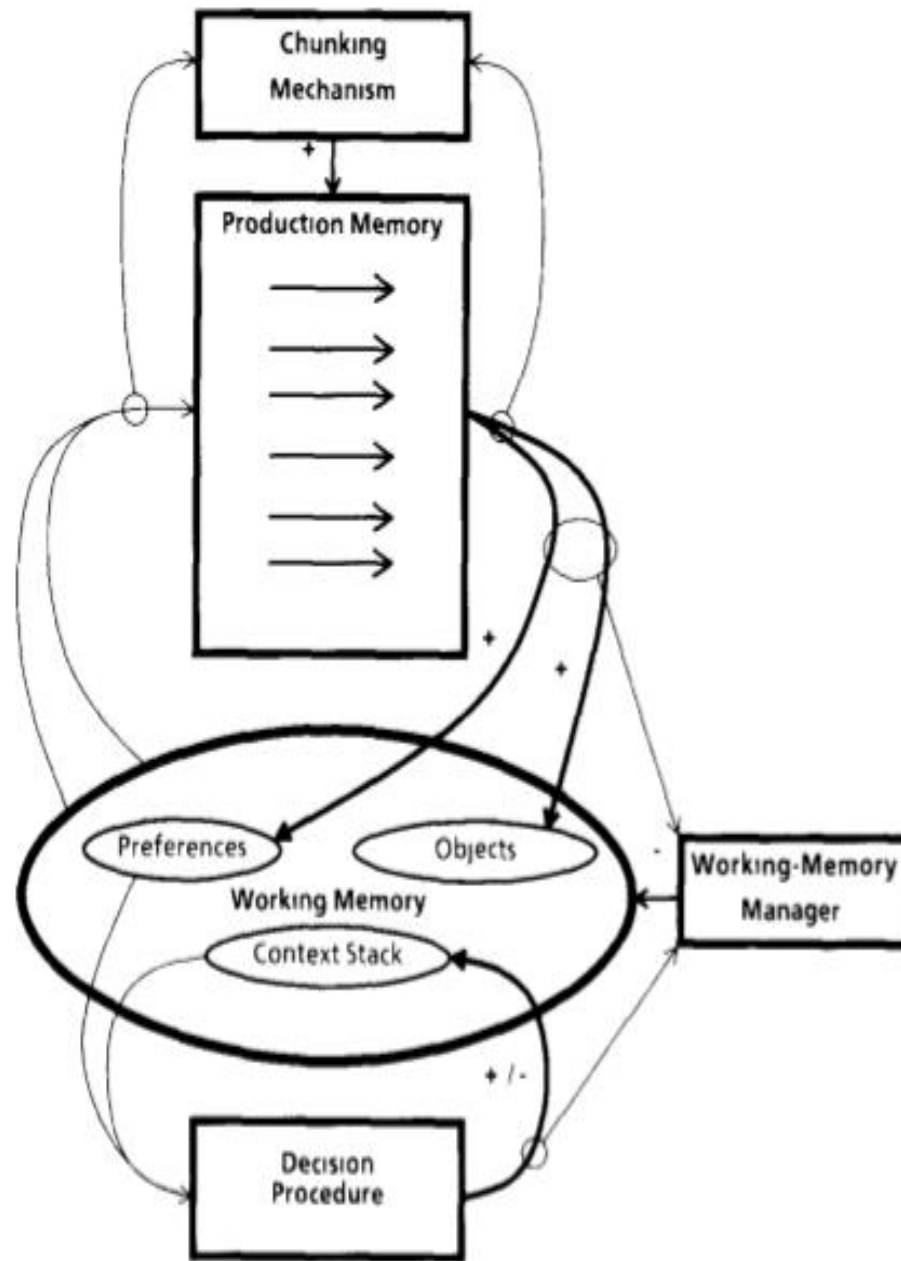 Chunking
Mechanism
+
Production Memory
+
+
Preferences
Objects
-
Working-Memory
Manager
Working Memory
Context Stack
+ / -
Decision
Procedure